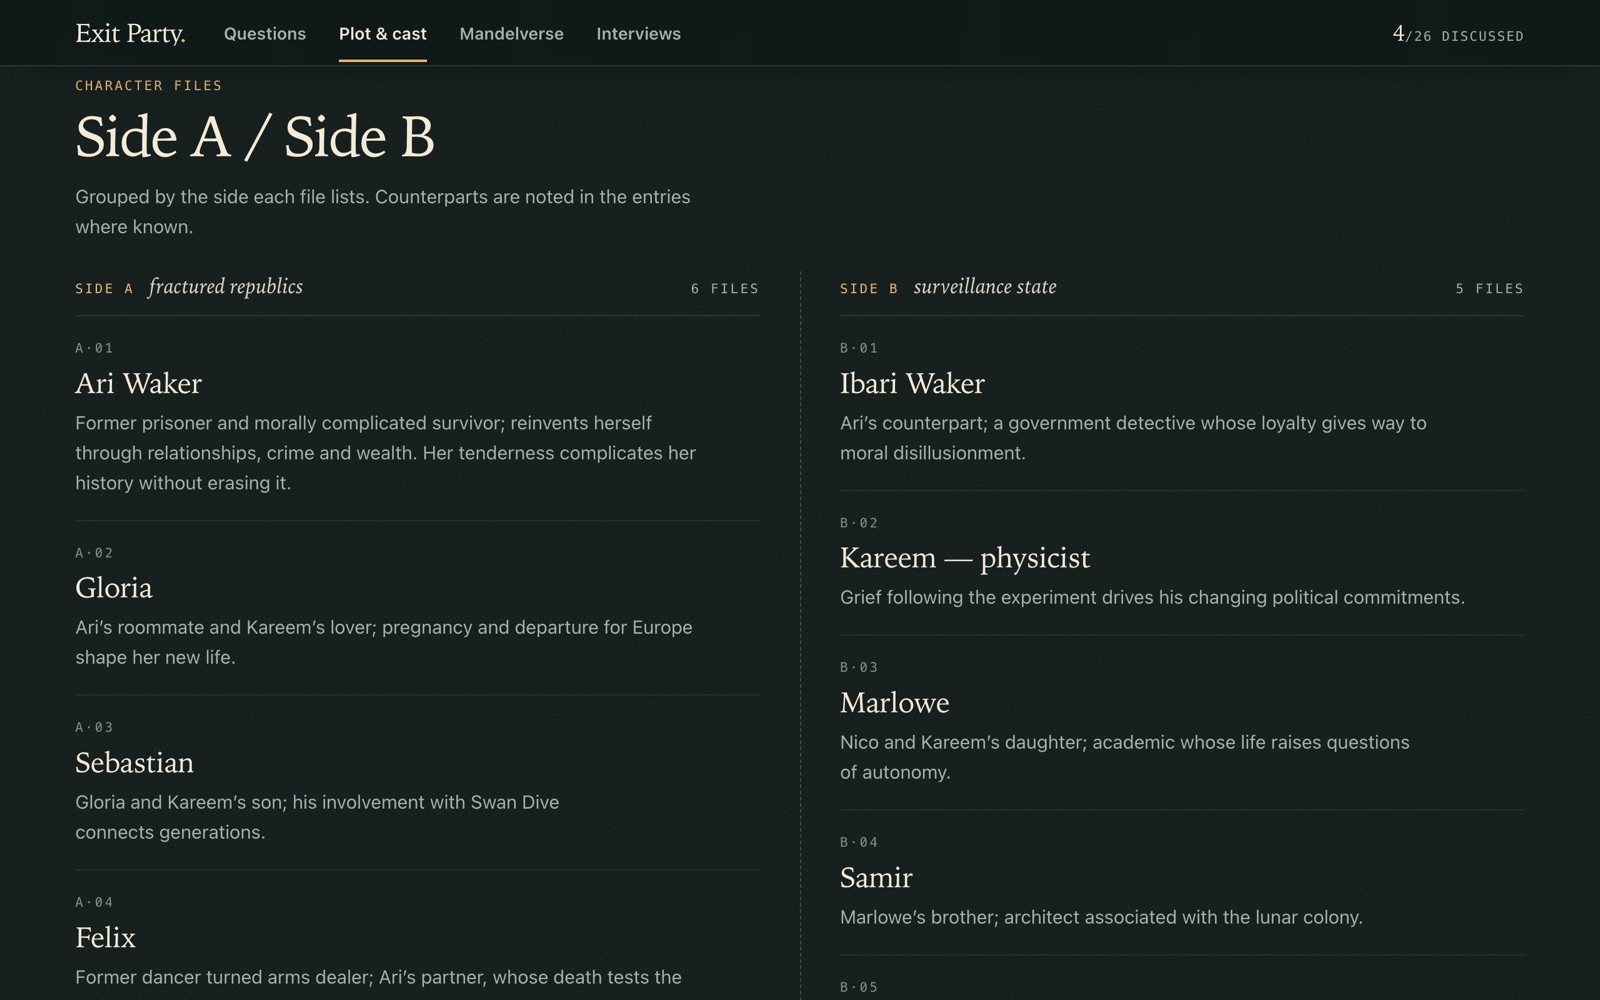 Exit Party.
Questions
Plot & cast
Mandelverse
Interviews
4/26 DISCUSSED
CHARACTER FILES
Side A / Side B
Grouped by the side each file lists. Counterparts are noted in the entries
where known.
SIDE A fractured republics
6 FILES
A·01
Ari Waker
Former prisoner and morally complicated survivor; reinvents herself
through relationships, crime and wealth. Her tenderness complicates her
history without erasing it.
A·02
Gloria
Ari’s roommate and Kareem’s lover; pregnancy and departure for Europe
shape her new life.
A·03
Sebastian
Gloria and Kareem’s son; his involvement with Swan Dive
connects generations.
A·04
Felix
Former dancer turned arms dealer; Ari’s partner, whose death tests the
SIDE B surveillance state
5 FILES
B·01
Ibari Waker
Ari’s counterpart; a government detective whose loyalty gives way to
moral disillusionment.
B·02
Kareem — physicist
Grief following the experiment drives his changing political commitments.
B·03
Marlowe
Nico and Kareem’s daughter; academic whose life raises questions
of autonomy.
B·04
Samir
Marlowe’s brother; architect associated with the lunar colony.
B·05